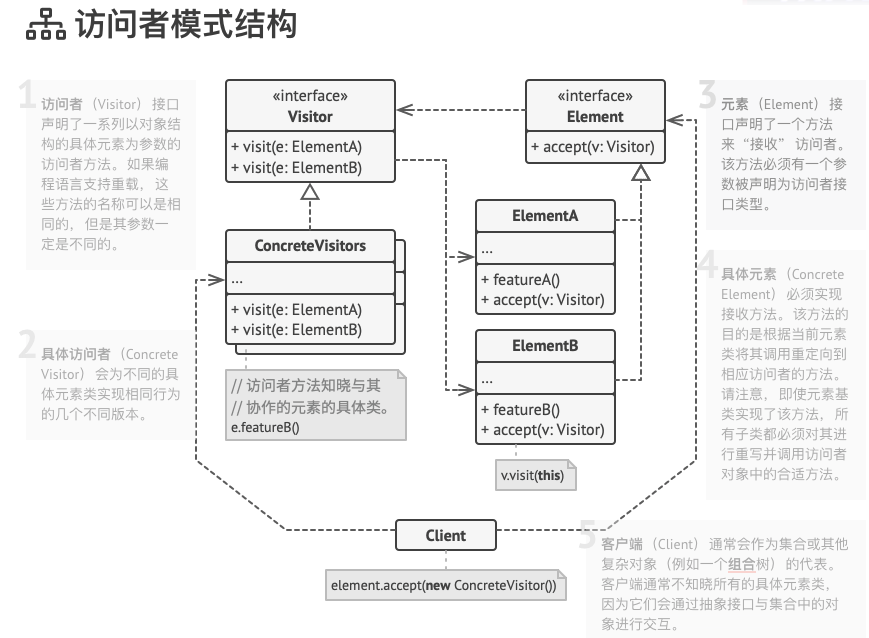 访问者模式结构
1
访问者（Visitor）接口
声明了一系列以对象结
构的具体元素为参数的
访问者方法。如果编
程语言支持重载，这
些方法的名称可以是相
同的，但是其参数一
定是不同的。
2
具体访问者（Concrete
Visitor）会为不同的具
体元素类实现相同行为
的几个不同版本。
«interface»
Visitor
+ visit(e: ElementA)
+ visit(e: ElementB)
ConcreteVisitors
...
+ visit(e: ElementA)
+ visit(e: ElementB)
// 访问者方法知晓与其
// 协作的元素的具体类。
e.featureB()
«interface»
Element
+ accept(v: Visitor)
ElementA
...
+ featureA()
+ accept(v: Visitor)
ElementB
...
+ featureB()
+ accept(v: Visitor)
v.visit(this)
Client
element.accept(new ConcreteVisitor())
3
元素（Element）接
口声明了一个方法
来“接收”访问者。
该方法必须有一个参
数被声明为访问者接
口类型。
4
具体元素（Concrete
Element）必须实现
接收方法。该方法的
目的是根据当前元素
类将其调用重定向到
相应访问者的方法。
请注意，即使元素基
类实现了该方法，所
有子类都必须对其进
行重写并调用访问者
对象中的合适方法。
5
客户端（Client）通常会作为集合或其他
复杂对象（例如一个组合树）的代表。
客户端通常不知晓所有的具体元素类，
因为它们会通过抽象接口与集合中的对
象进行交互。